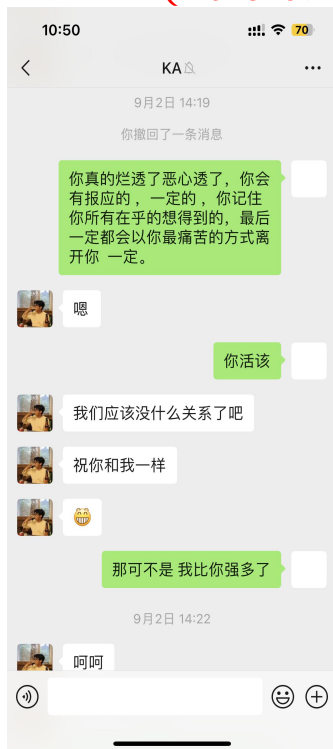 10:50
70
KA
9月2日 14:19
你撤回了一条消息
你真的烂透了恶心透了，你会
有报应的 ，一定的 ，你记住
你所有在乎的想得到的，最后
一定都会以你最痛苦的方式离
开你 一定。
嗯
你活该
我们应该没什么关系了吧
祝你和我一样
那可不是 我比你强多了
9月2日 14:22
呵呵